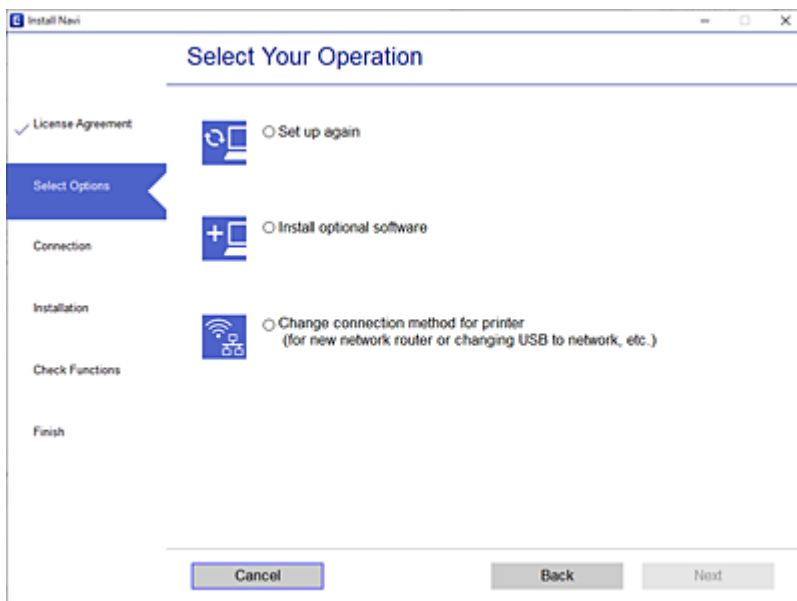 Install Navi
Select Your Operation
License Agreement
Select Options
Connection
Installation
Check Functions
Finish
Set up again
Install optional software
Change connection method for printer
(for new network router or changing USB to network, etc.)
Cancel
Back
Next